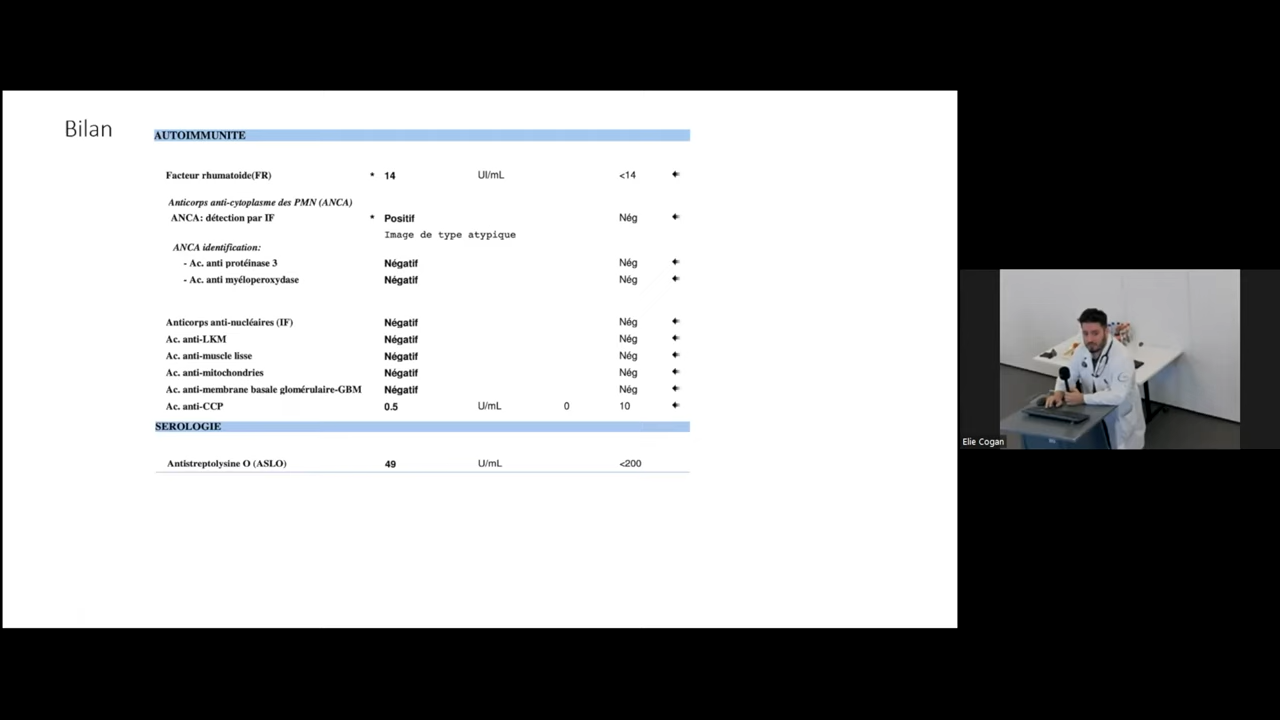 Bilan
AUTOIMMUNITE
Facteur rhumatoide(FR) * 14 UI/mL <14
Anticorps anti-cytoplasme des PMN (ANCA)
ANCA: détection par IF * Positif Nég
Image de type atypique
ANCA identification:
- Ac. anti protéinase 3 Négatif Nég
- Ac. anti myéloperoxydase Négatif Nég
Anticorps anti-nucléaires (IF) Négatif Nég
Ac. anti-LKM Négatif Nég
Ac. anti-muscle lisse Négatif Nég
Ac. anti-mitochondries Négatif Nég
Ac. anti-membrane basale glomérulaire-GBM Négatif Nég
Ac. anti-CCP 0.5 U/mL 0 10
SEROLOGIE
Antistreptolysine O (ASLO) 49 U/mL <200
Elie Cogan